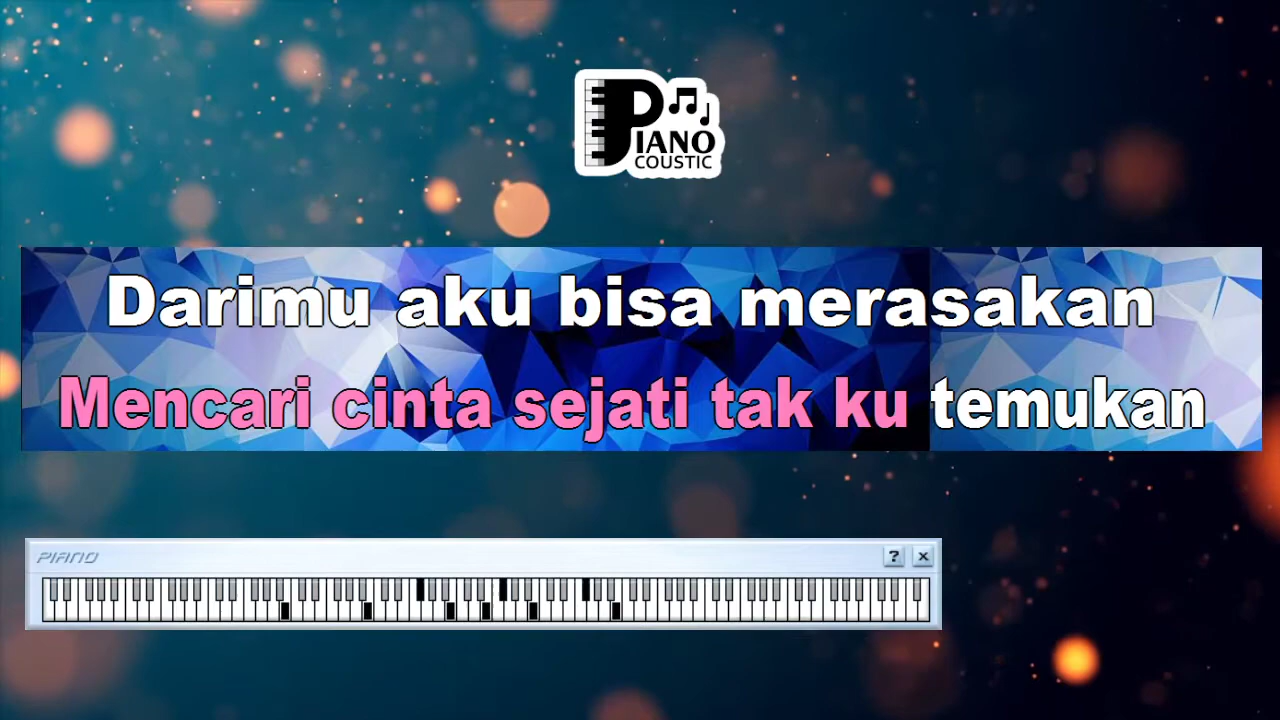 PIANO
COUSTIC
Darimu aku bisa merasakan
Mencari cinta sejati tak ku temukan
PIANO
? x